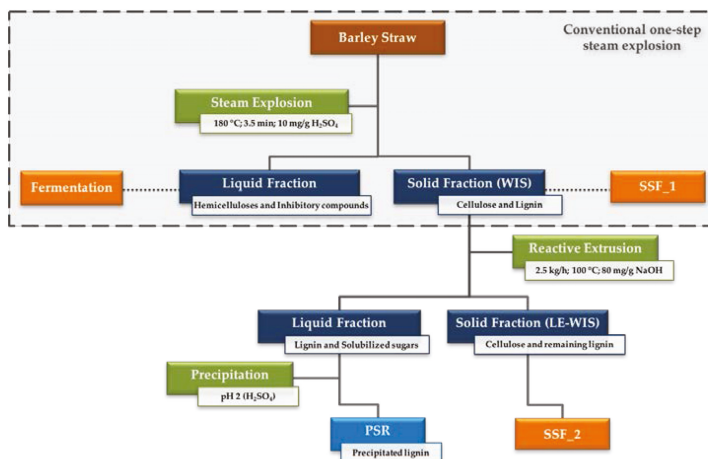 Barley Straw
Conventional one-step
steam explosion
Steam Explosion
180 °C; 3.5 min; 10 mg/g H₂SO₄
Fermentation
Liquid Fraction
Hemicelluloses and Inhibitory compounds
Solid Fraction (WIS)
Cellulose and Lignin
SSF_1
Reactive Extrusion
2.5 kg/h; 100 °C; 80 mg/g NaOH
Liquid Fraction
Lignin and Solubilized sugars
Solid Fraction (LE-WIS)
Cellulose and remaining lignin
Precipitation
pH 2 (H₂SO₄)
PSR
Precipitated lignin
SSF_2